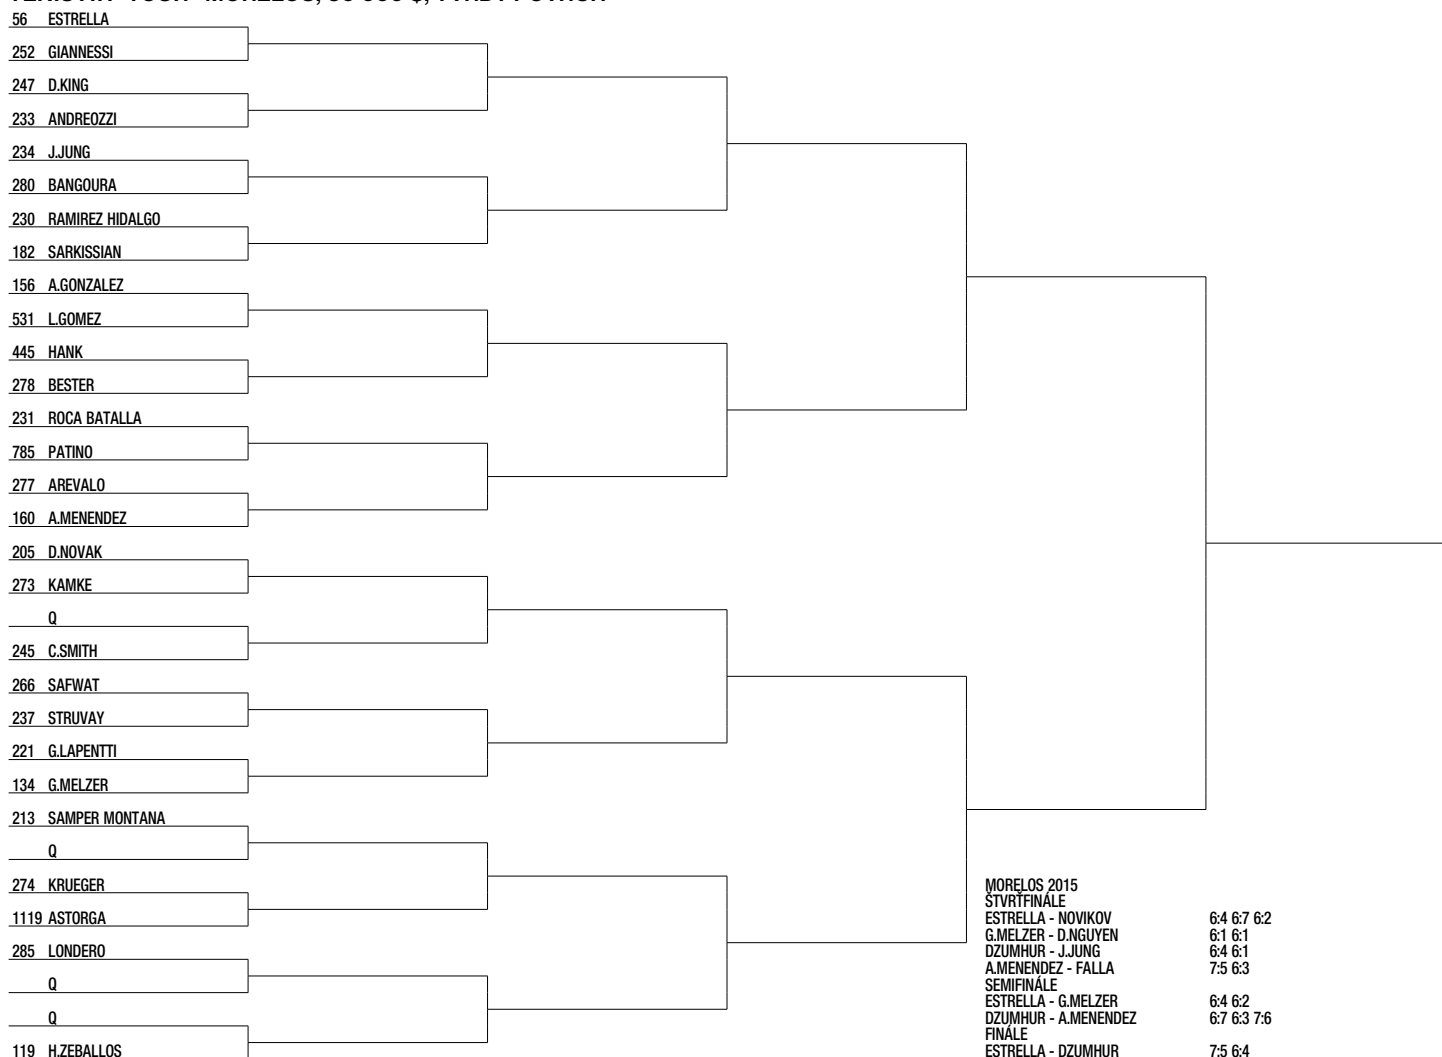 56 ESTRELLA
252 GIANNESSI
247 D.KING
233 ANDREOZZI
234 J.JUNG
280 BANGOURA
230 RAMIREZ HIDALGO
182 SARKISSIAN
156 A.GONZALEZ
531 L.GOMEZ
445 HANK
278 BESTER
231 ROCA BATALLA
785 PATINO
277 AREVALO
160 A.MENENDEZ
205 D.NOVAK
273 KAMKE
Q
245 C.SMITH
266 SAFWAT
237 STRUVAY
221 G.LAPENTTI
134 G.MELZER
213 SAMPER MONTANA
Q
274 KRUEGER
1119 ASTORGA
285 LONDERO
Q
Q
119 H.ZEBALLOS
MORELOS 2015
ŠTVRŤFINÁLE
ESTRELLA - NOVIKOV 6:4 6:7 6:2
G.MELZER - D.NGUYEN 6:1 6:1
DZUMHUR - J.JUNG 6:4 6:1
A.MENENDEZ - FALLA 7:5 6:3
SEMIFINÁLE
ESTRELLA - G.MELZER 6:4 6:2
DZUMHUR - A.MENENDEZ 6:7 6:3 7:6
FINÁLE
ESTRELLA - DZUMHUR 7:5 6:4